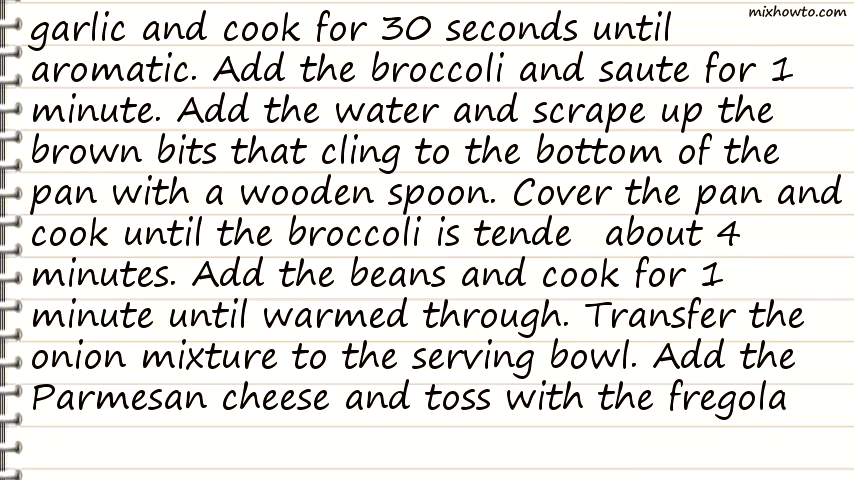 mixhowto.com
garlic and cook for 30 seconds until
aromatic. Add the broccoli and saute for 1
minute. Add the water and scrape up the
brown bits that cling to the bottom of the
pan with a wooden spoon. Cover the pan and
cook until the broccoli is tende about 4
minutes. Add the beans and cook for 1
minute until warmed through. Transfer the
onion mixture to the serving bowl. Add the
Parmesan cheese and toss with the fregola